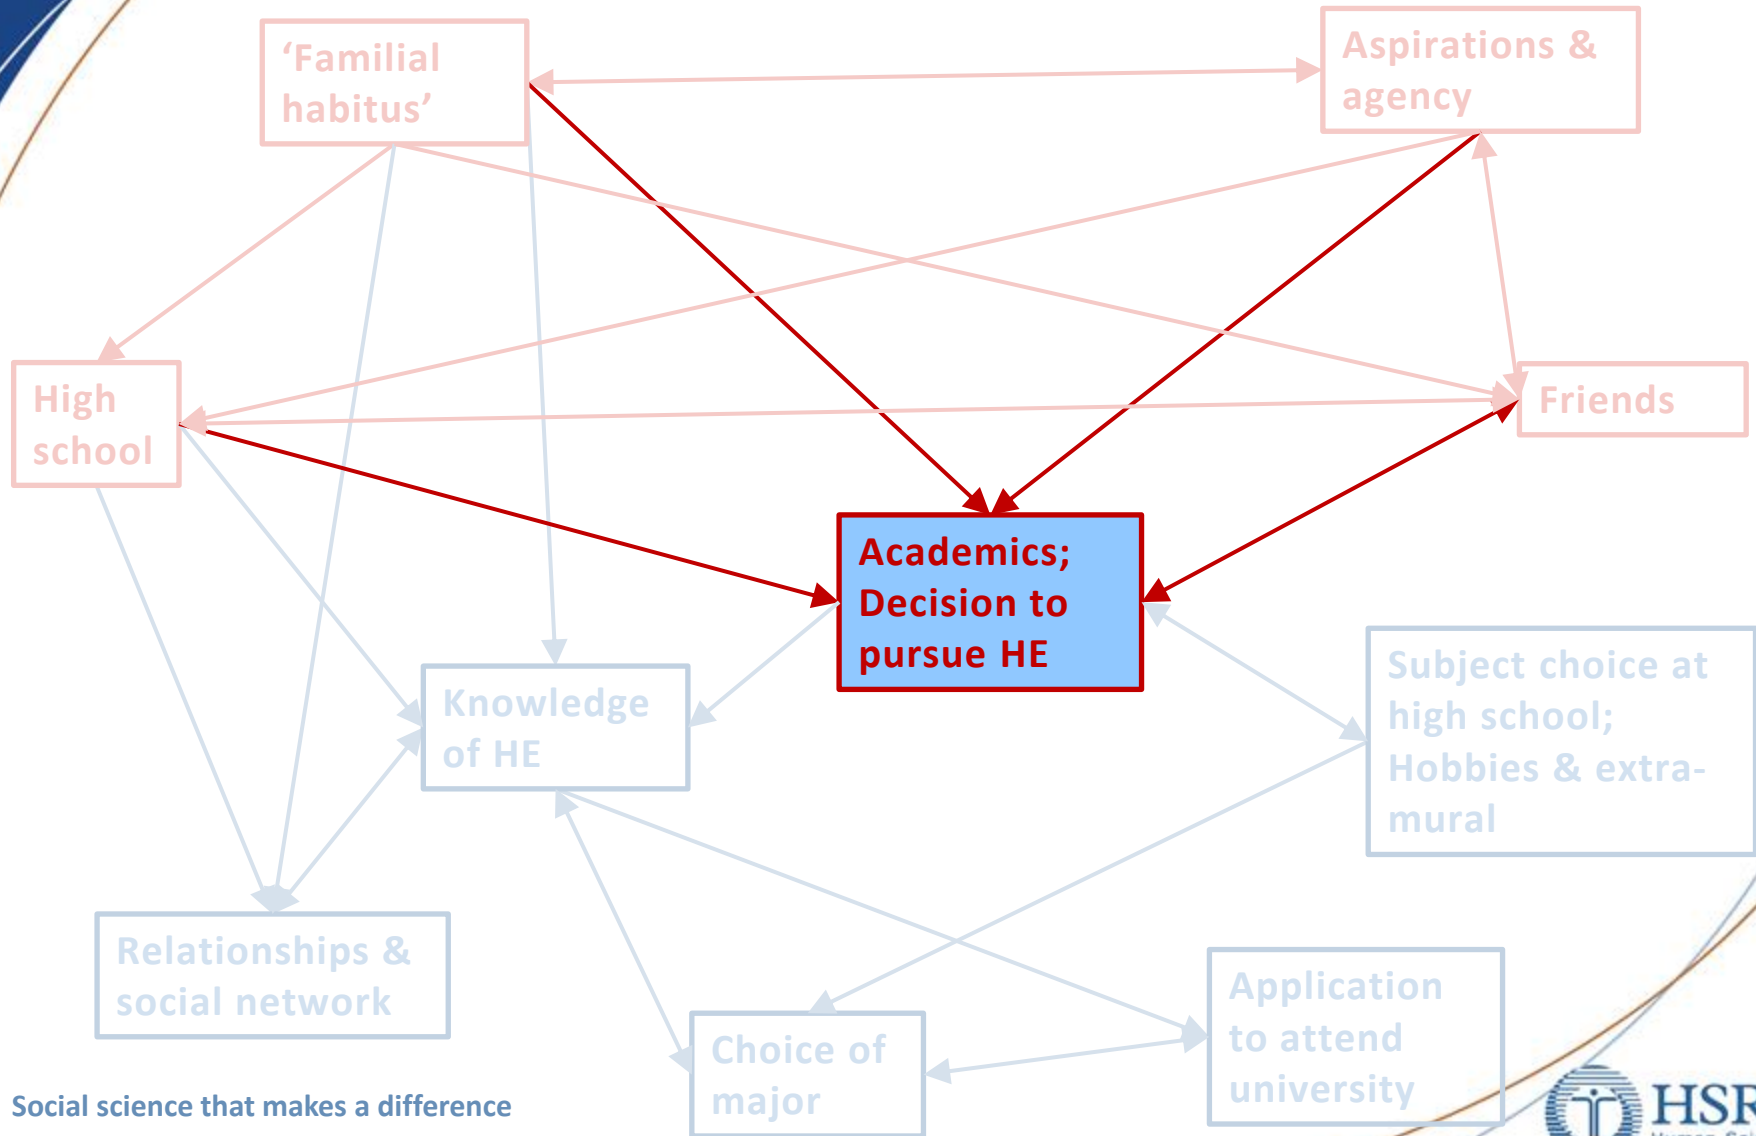 ‘Familial
habitus’
Aspirations &
agency
High
school
Friends
Academics;
Decision to
pursue HE
Knowledge
of HE
Subject choice at
high school;
Hobbies & extra-
mural
Relationships &
social network
Choice of
major
Application
to attend
university
Social science that makes a difference
HSR